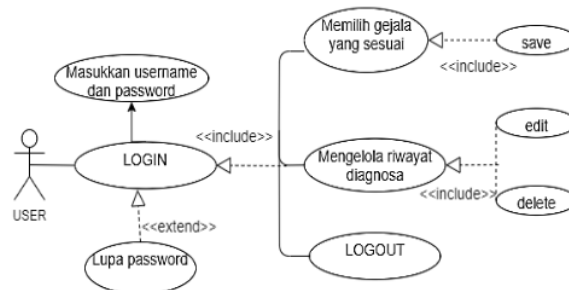 Memilih gejala
yang sesuai
save
<<include>>
Masukkan username
dan password
<<include>>
edit
LOGIN
Mengelola riwayat
diagnosa
<<include>>
delete
USER
<<extend>>
Lupa password
LOGOUT